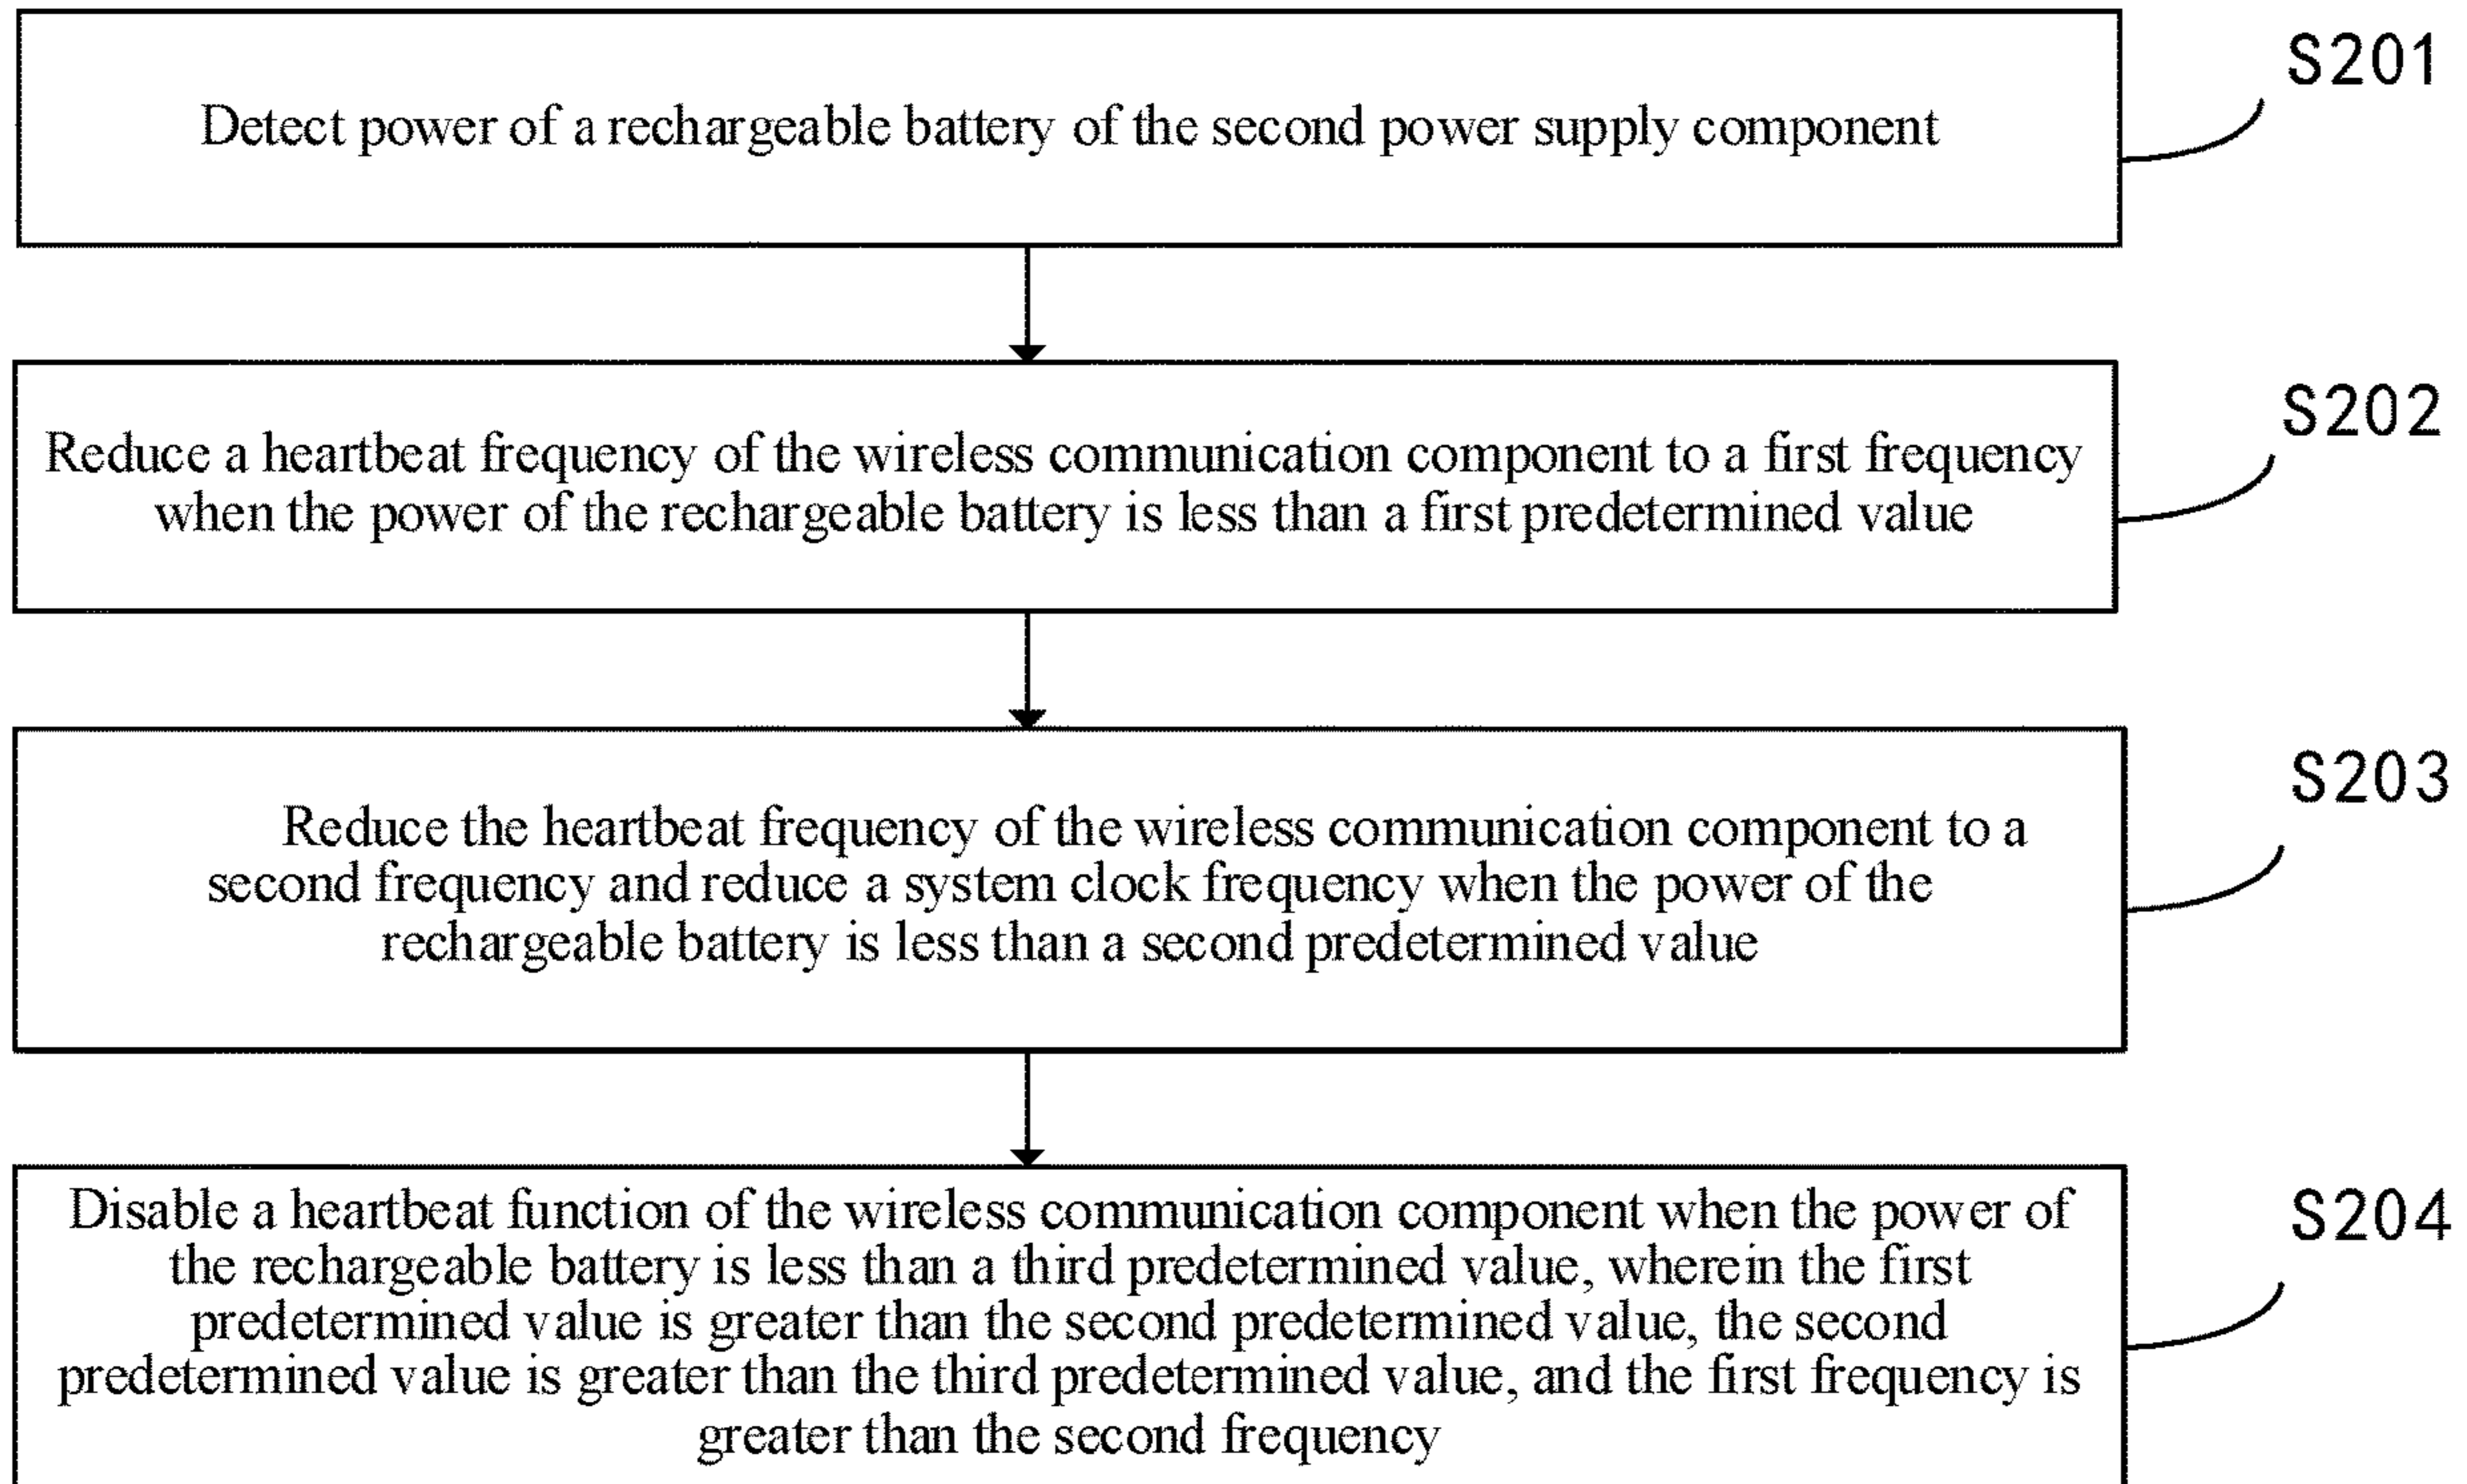 Detect power of a rechargeable battery of the second power supply component
S201
Reduce a heartbeat frequency of the wireless communication component to a first frequency
when the power of the rechargeable battery is less than a first predetermined value
S202
Reduce the heartbeat frequency of the wireless communication component to a
second frequency and reduce a system clock frequency when the power of the
rechargeable battery is less than a second predetermined value
S203
Disable a heartbeat function of the wireless communication component when the power of
the rechargeable battery is less than a third predetermined value, wherein the first
predetermined value is greater than the second predetermined value, the second
predetermined value is greater than the third predetermined value, and the first frequency is
greater than the second frequency
S204